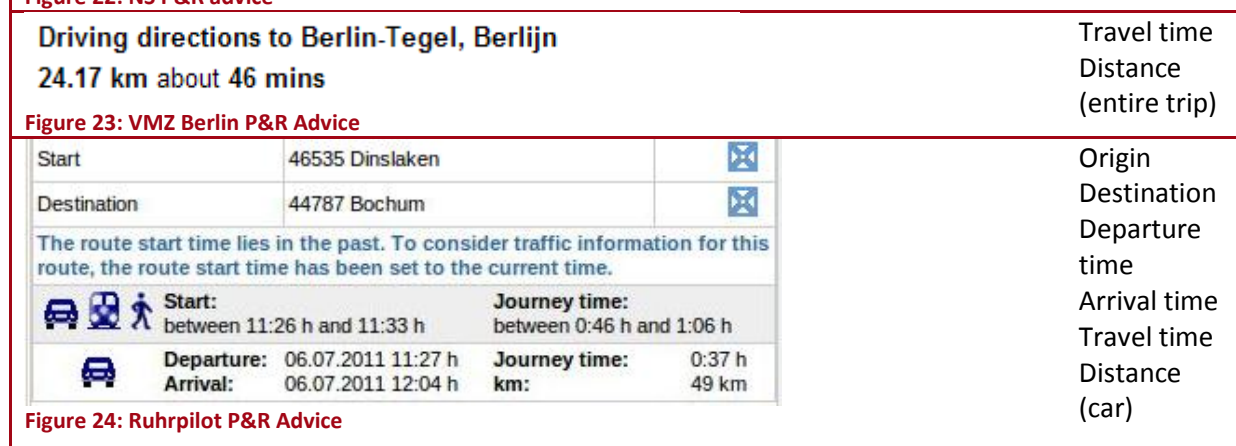 Figure 22: NS P&R advice
Driving directions to Berlin-Tegel, Berlijn
24.17 km about 46 mins
Figure 23: VMZ Berlin P&R Advice
Travel time
Distance
(entire trip)
Start 46535 Dinslaken
Destination 44787 Bochum
The route start time lies in the past. To consider traffic information for this
route, the route start time has been set to the current time.
Start: Journey time:
between 11:26 h and 11:33 h between 0:46 h and 1:06 h
Departure: 06.07.2011 11:27 h Journey time: 0:37 h
Arrival: 06.07.2011 12:04 h km: 49 km
Figure 24: Ruhrpilot P&R Advice
Origin
Destination
Departure
time
Arrival time
Travel time
Distance
(car)